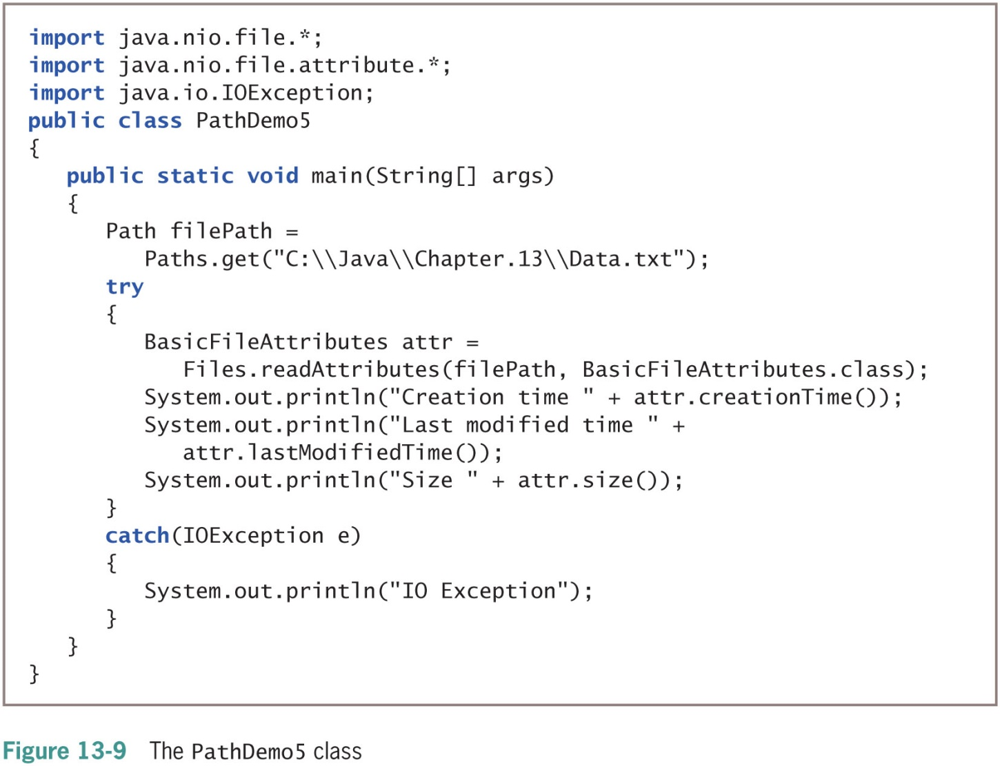 import java.nio.file.*;
import java.nio.file.attribute.*;
import java.io.IOException;
public class PathDemo5
{
   public static void main(String[] args)
   {
      Path filePath =
         Paths.get("C:\\Java\\Chapter.13\\Data.txt");
      try
      {
         BasicFileAttributes attr =
            Files.readAttributes(filePath, BasicFileAttributes.class);
         System.out.println("Creation time " + attr.creationTime());
         System.out.println("Last modified time " +
            attr.lastModifiedTime());
         System.out.println("Size " + attr.size());
      }
      catch(IOException e)
      {
         System.out.println("IO Exception");
      }
   }
}
Figure 13-9 The PathDemo5 class